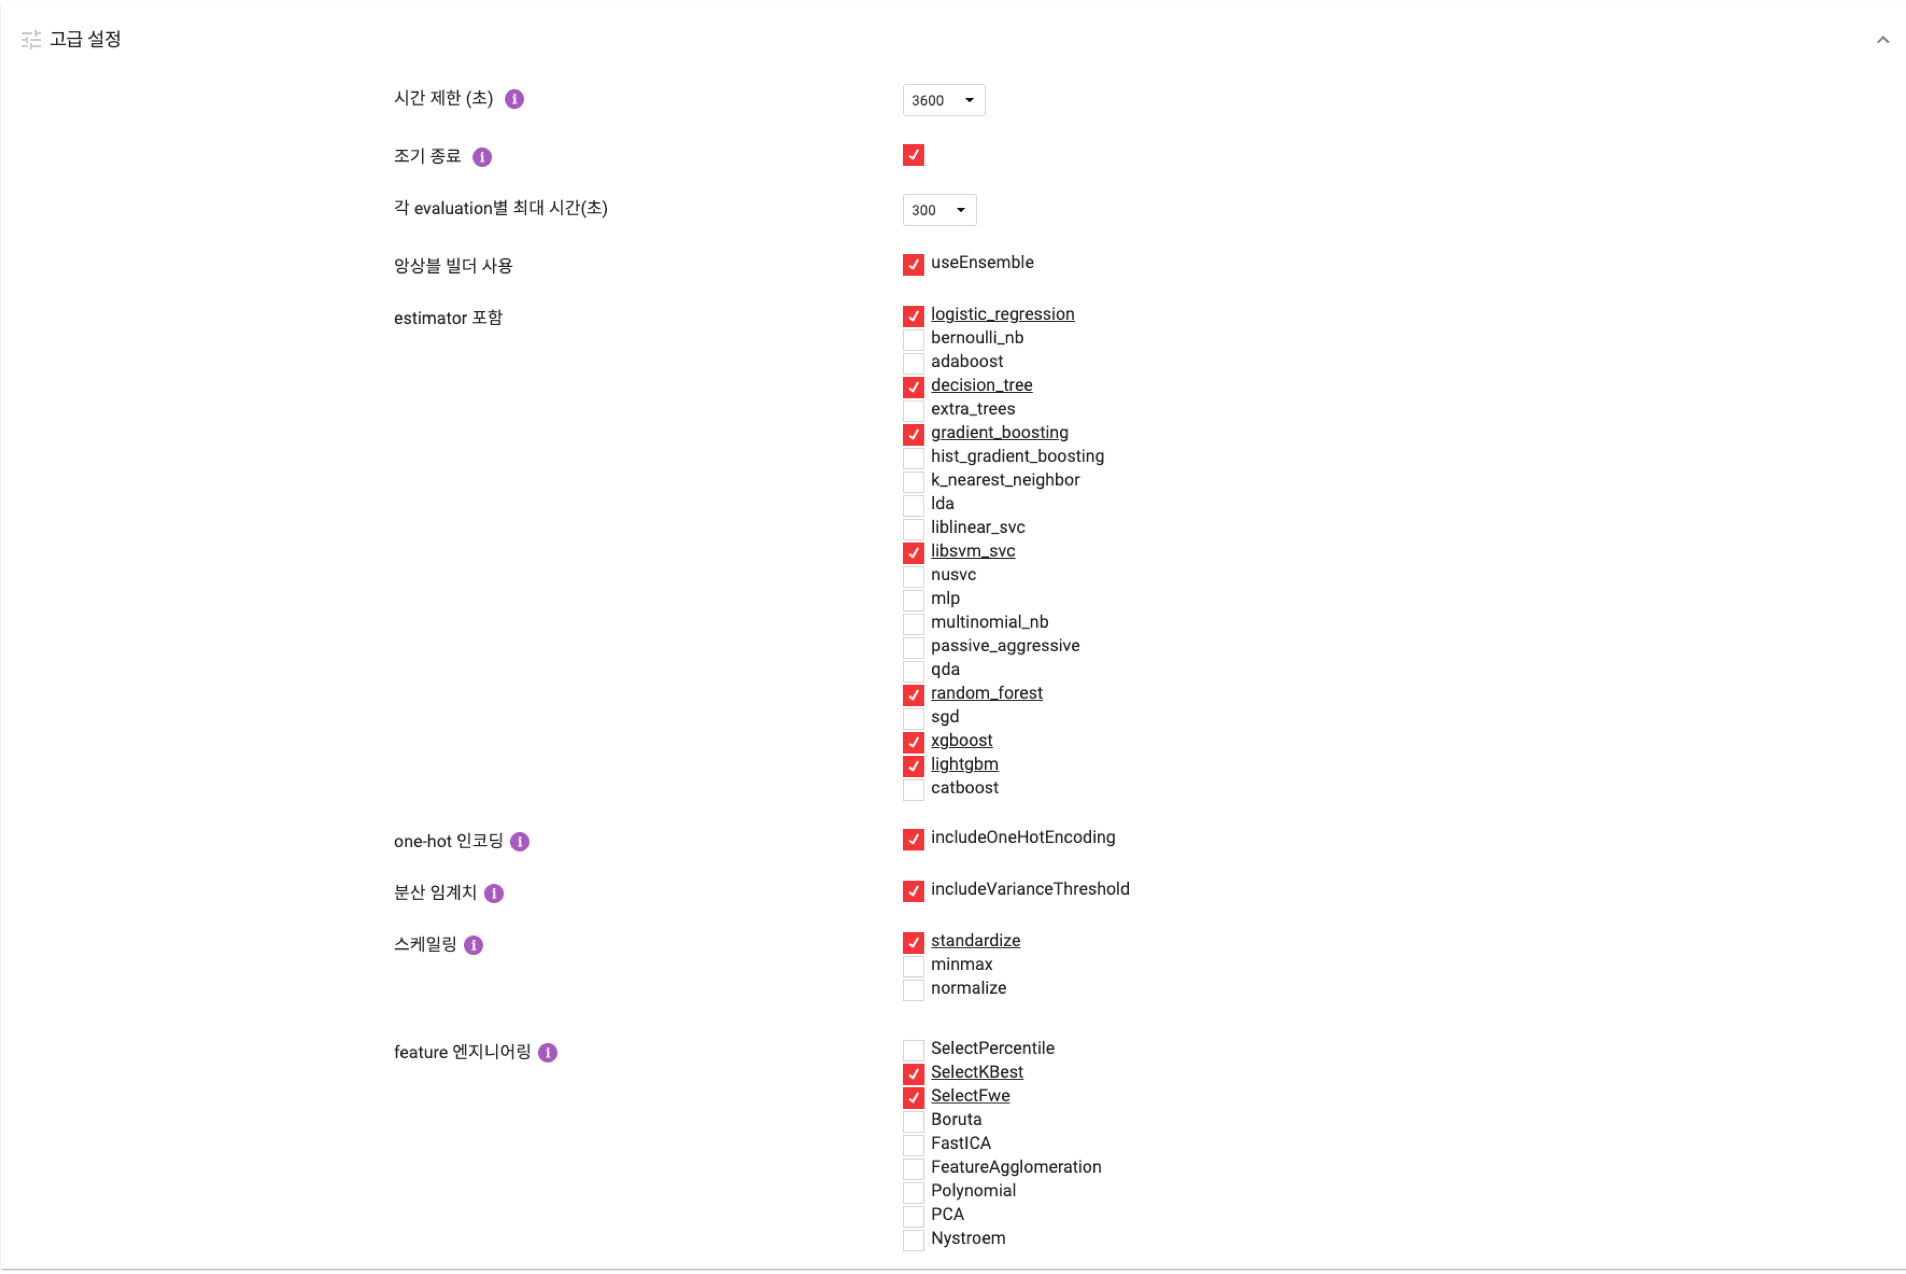 고급 설정
시간 제한 (초)
3600
조기 종료
각 evaluation별 최대 시간(초)
300
앙상블 빌더 사용
useEnsemble
estimator 포함
logistic_regression
bernoulli_nb
adaboost
decision_tree
extra_trees
gradient_boosting
hist_gradient_boosting
k_nearest_neighbor
lda
liblinear_svc
libsvm_svc
nusvc
mlp
multinomial_nb
passive_aggressive
qda
random_forest
sgd
xgboost
lightgbm
catboost
one-hot 인코딩
includeOneHotEncoding
분산 임계치
includeVarianceThreshold
스케일링
standardize
minmax
normalize
feature 엔지니어링
SelectPercentile
SelectKBest
SelectFwe
Boruta
FastICA
FeatureAgglomeration
Polynomial
PCA
Nystroem